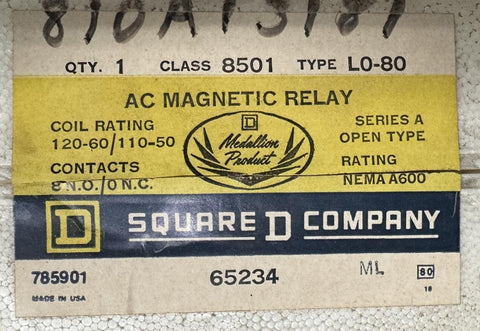 QTY. 1 CLASS 8501 TYPE LO-80
AC MAGNETIC RELAY
COIL RATING
120-60/110-50
CONTACTS
8 N.O./0 N.C.
D
Medallion
Product
SERIES A
OPEN TYPE
RATING
NEMA A600
D SQUARE D COMPANY
785901 65234 ML 80
MADE IN USA 18